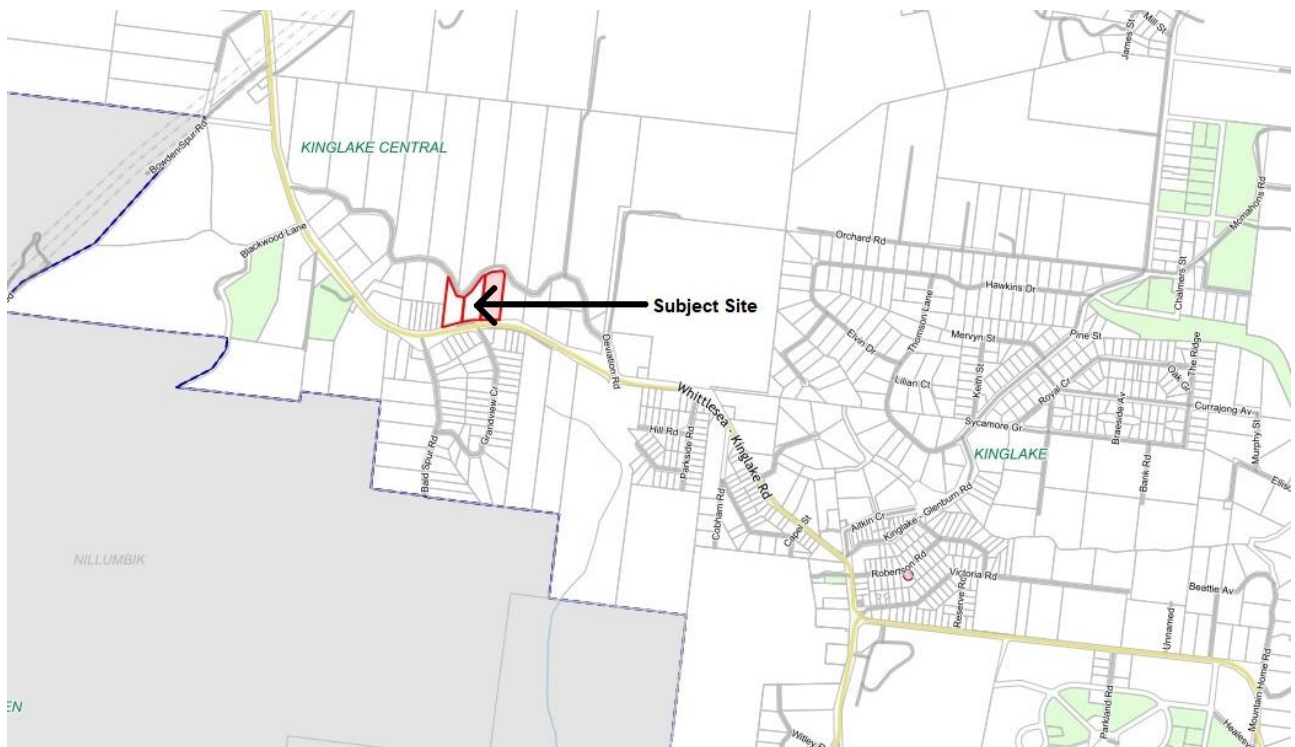 James St
Mill St
Bowden Spur Rd
KINGLAKE CENTRAL
Mcmahons Rd
Blackwood Lane
Orchard Rd
Chalmers St
Hawkins Dr
Subject Site
Thomson Lane
Elvin Dr
Mervyn St
Pine St
The Ridge
Deviation Rd
Lilian Ct
Keith St
Royal Cr
Oak Gr
Grandview Cr
Whittlesea - Kinglake Rd
Currajong Av
Braeside Av
Sycamore Gr
Murphy St
Hill Rd
Parkside Rd
KINGLAKE
Bald Spur Rd
Bank Rd
Cobham Rd
Capel St
Aitkin Cr
Kinglake - Glenburn Rd
NILLUMBIK
Robertson Rd
Victoria Rd
Reserve Rd
Beattie Av
Unnamed
Parkland Rd
Mountain Home Rd
EN